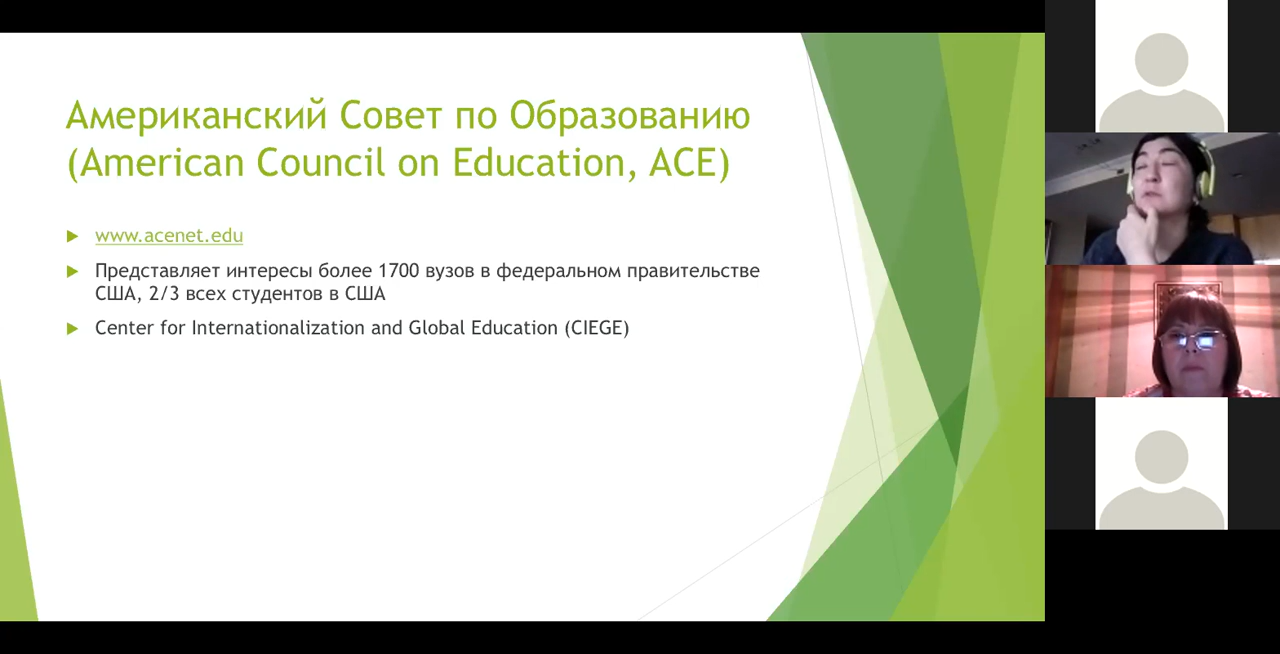 Американский Совет по Образованию
(American Council on Education, ACE)
www.acenet.edu
Представляет интересы более 1700 вузов в федеральном правительстве
США, 2/3 всех студентов в США
Center for Internationalization and Global Education (CIEGE)